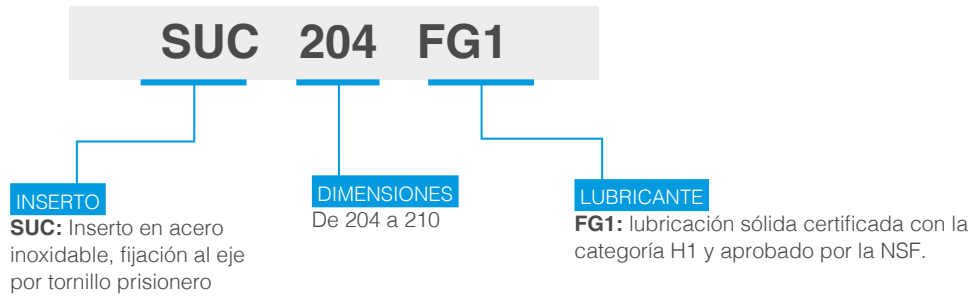 SUC 204 FG1
INSERTO
SUC: Inserto en acero
inoxidable, fijación al eje
por tornillo prisionero
DIMENSIONES
De 204 a 210
LUBRICANTE
FG1: lubricación sólida certificada con la
categoría H1 y aprobado por la NSF.